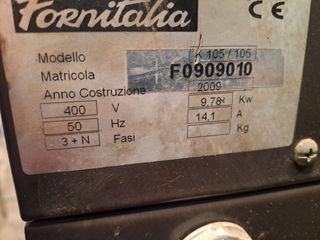 Fornitalia CE
Modello K 105 / 105
Matricola F0909010
Anno Costruzione 2009
400 V 9.78 Kw
50 Hz 14.1 A
3 + N Fasi Kg